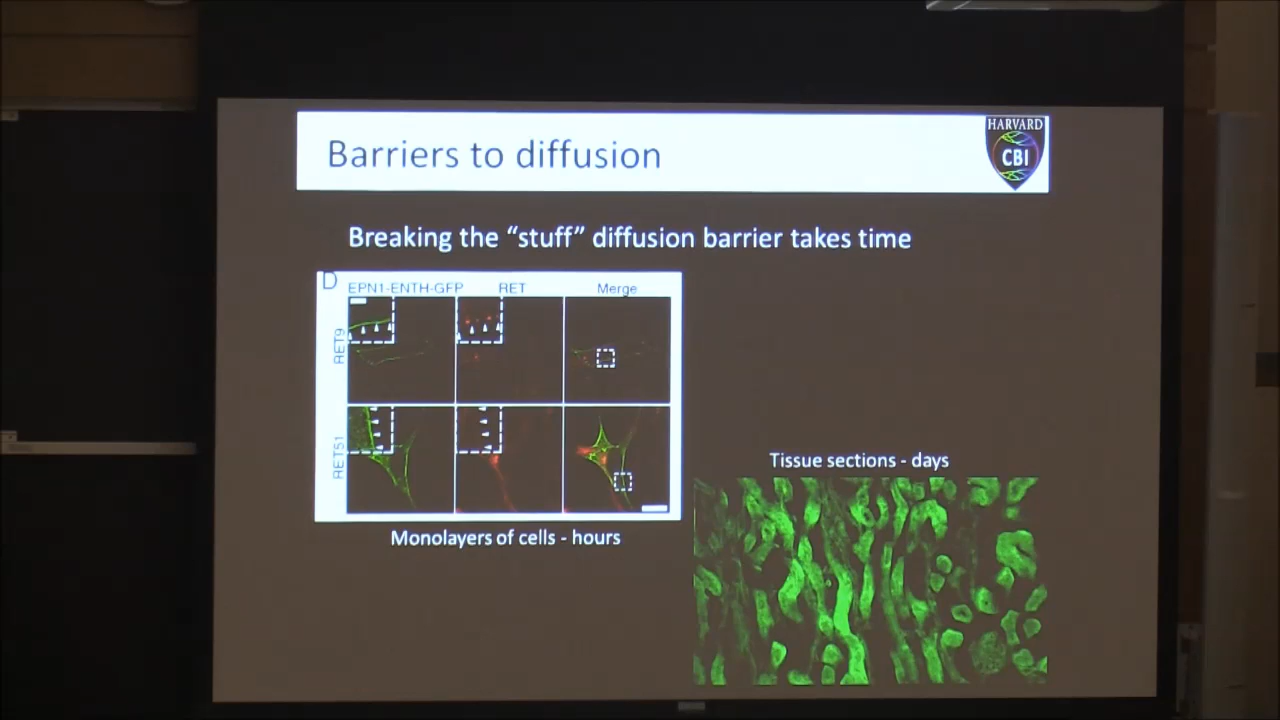 Barriers to diffusion
HARVARD
CBI
Breaking the “stuff” diffusion barrier takes time
D
EPN1-ENTH-GFP RET Merge
RET9
RET51
Tissue sections - days
Monolayers of cells - hours